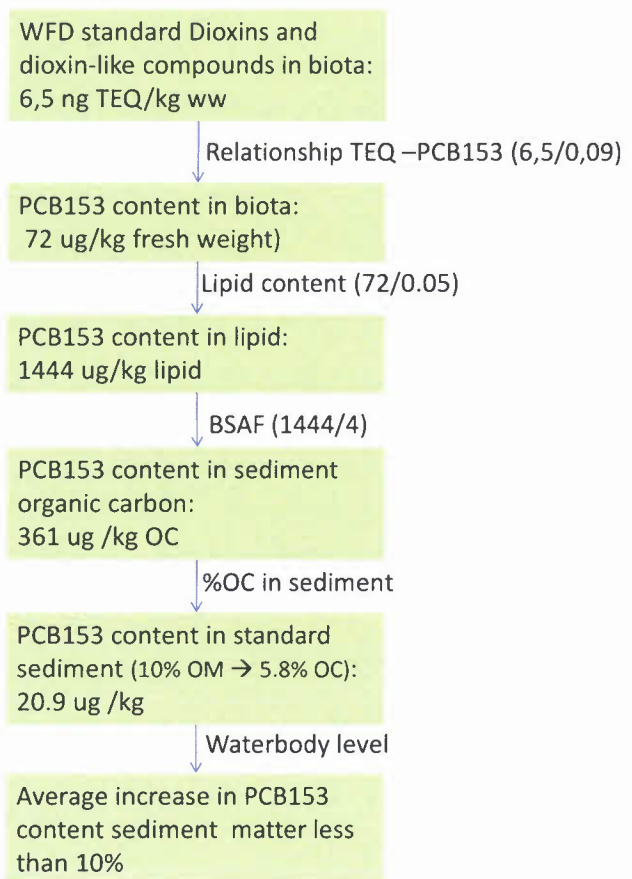 WFD standard Dioxins and
dioxin-like compounds in biota:
6,5 ng TEQ/kg ww
Relationship TEQ –PCB153 (6,5/0,09)
PCB153 content in biota:
72 ug/kg fresh weight)
Lipid content (72/0.05)
PCB153 content in lipid:
1444 ug/kg lipid
BSAF (1444/4)
PCB153 content in sediment
organic carbon:
361 ug /kg OC
%OC in sediment
PCB153 content in standard
sediment (10% OM → 5.8% OC):
20.9 ug /kg
Waterbody level
Average increase in PCB153
content sediment matter less
than 10%